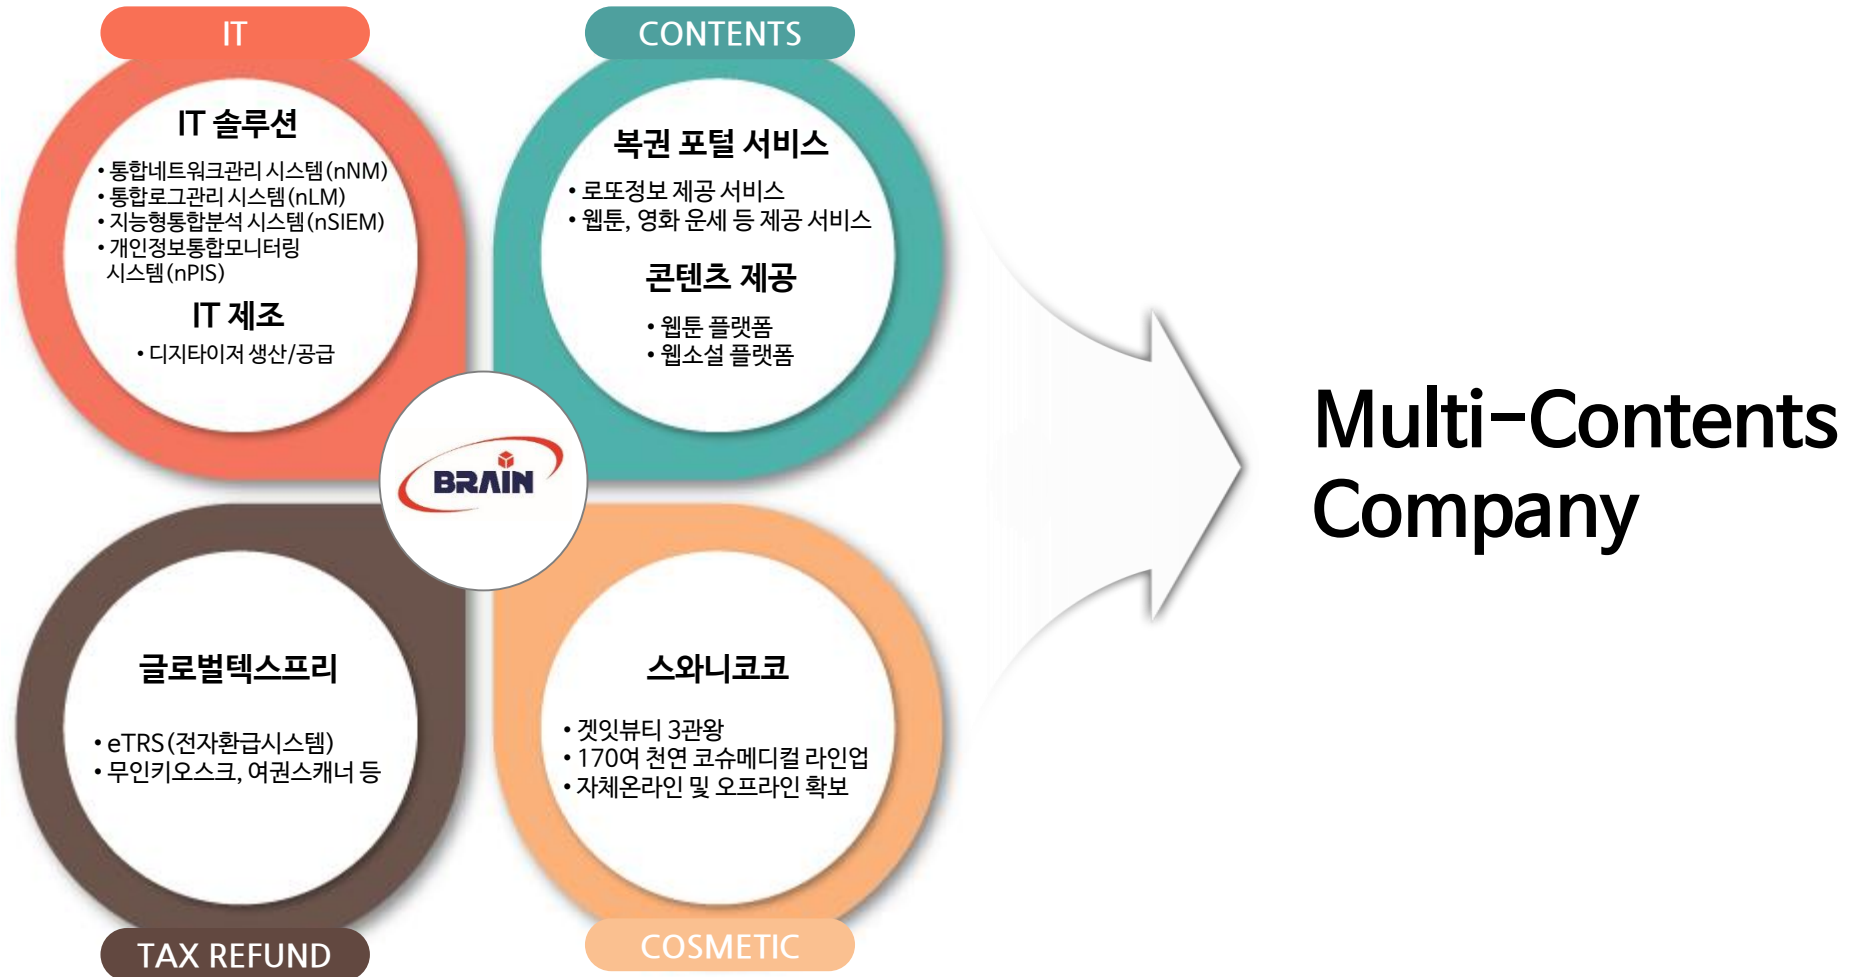 IT
IT 솔루션
• 통합네트워크관리 시스템(nNM)
• 통합로그관리 시스템(nLM)
• 지능형통합분석 시스템(nSIEM)
• 개인정보통합모니터링
시스템(nPIS)
IT 제조
• 디지타이저 생산/공급
CONTENTS
복권 포털 서비스
• 로또정보 제공 서비스
• 웹툰, 영화 운세 등 제공 서비스
콘텐츠 제공
• 웹툰 플랫폼
• 웹소설 플랫폼
BRAIN
글로벌텍스프리
• eTRS(전자환급시스템)
• 무인키오스크, 여권스캐너 등
TAX REFUND
스와니코코
• 겟잇뷰티 3관왕
• 170여 천연 코슈메디컬 라인업
• 자체온라인 및 오프라인 확보
COSMETIC
Multi-Contents
Company